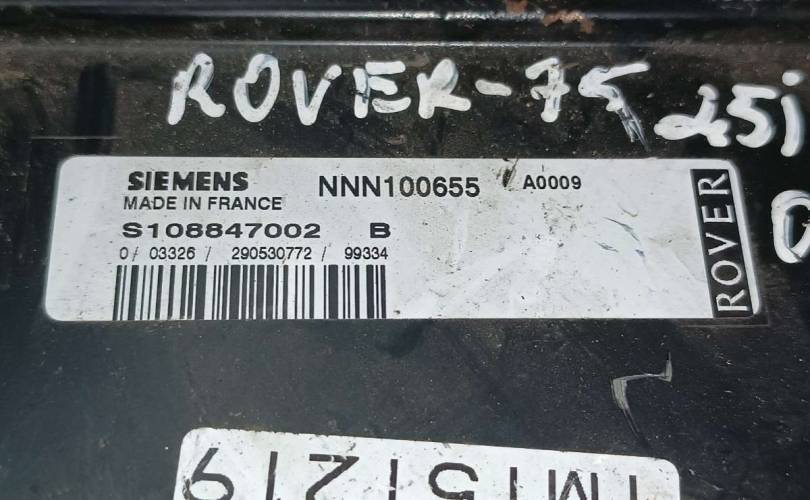 ROVER-75 25i
SIEMENS NNN100655 A0009
MADE IN FRANCE
S108847002 B
0/ 03326 / 290530772 / 99334
ROVER